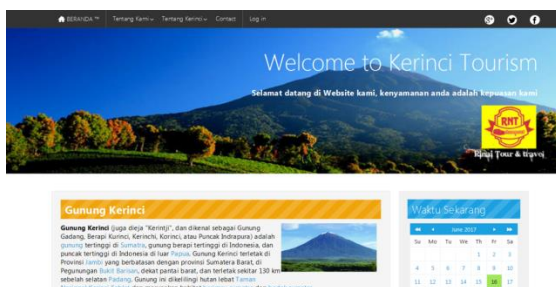 BERANDA ™ Tentang Kami Tentang Kerinci Contact Log in
Welcome to Kerinci Tourism
Selamat datang di Website kami, kenyamanan anda adalah kepuasan kami
RNT
Rizal Tour & travel
Gunung Kerinci
Gunung Kerinci (juga dieja "Kerintji", dan dikenal sebagai Gunung
Gadang, Berapi Kurinci, Kerinchi, Korinci, atau Puncak Indrapura) adalah
gunung tertinggi di Sumatra, gunung berapi tertinggi di Indonesia, dan
puncak tertinggi di Indonesia di luar Papua. Gunung Kerinci terletak di
Provinsi Jambi yang berbatasan dengan provinsi Sumatera Barat, di
Pegunungan Bukit Barisan, dekat pantai barat, dan terletak sekitar 130 km
sebelah selatan Padang. Gunung ini dikelilingi hutan lebat Taman
Waktu Sekarang
June 2017
Su Mo Tu We Th Fr Sa
1 2 3
4 5 6 7 8 9 10
11 12 13 14 15 16 17